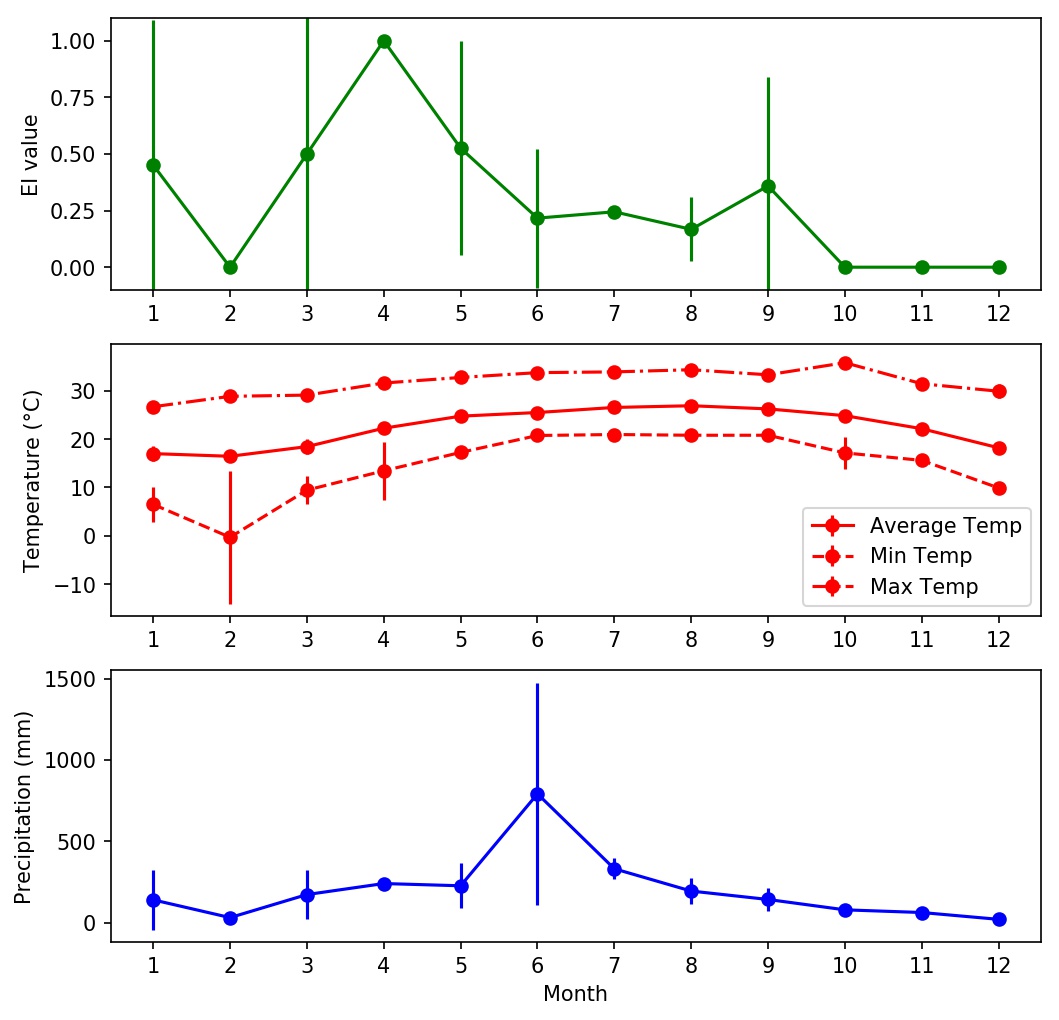 EI value
1.00
0.75
0.50
0.25
0.00
1 2 3 4 5 6 7 8 9 10 11 12
Temperature (°C)
30
20
10
0
−10
Average Temp
Min Temp
Max Temp
1 2 3 4 5 6 7 8 9 10 11 12
Precipitation (mm)
1500
1000
500
0
1 2 3 4 5 6 7 8 9 10 11 12
Month